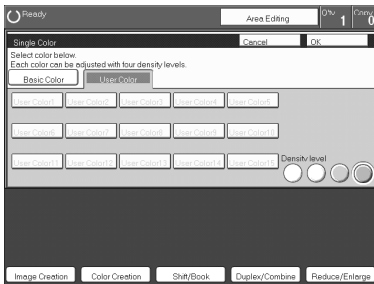 Ready Area Editing Q'ty 1 Copy 0
Single Color Cancel OK
Select color below.
Each color can be adjusted with four density levels.
Basic Color User Color
User Color1 User Color2 User Color3 User Color4 User Color5
User Color6 User Color7 User Color8 User Color9 User Color10
User Color11 User Color12 User Color13 User Color14 User Color15
Density level
Image Creation Color Creation Shift/Book Duplex/Combine Reduce/Enlarge